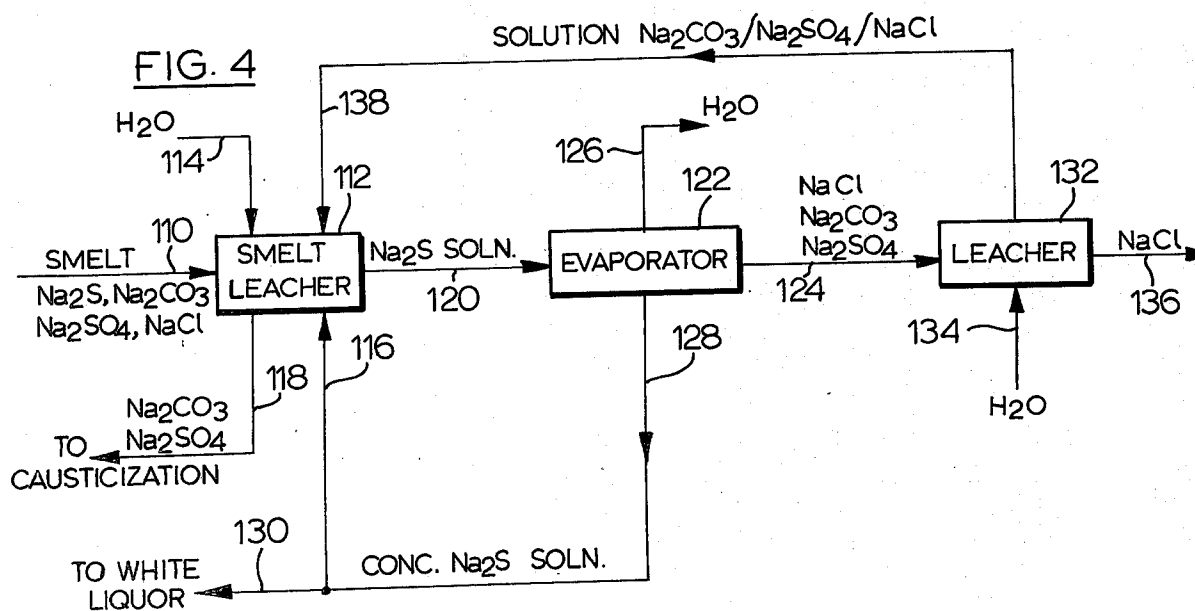 SOLUTION Na2CO3/Na2SO4/NaCl
FIG. 4
138
H2O
114
H2O
126
112
122
NaCl
Na2CO3
Na2SO4
132
110
SMELT
Na2S, Na2CO3
Na2SO4, NaCl
SMELT
LEACHER
Na2S SOLN.
120
EVAPORATOR
124
LEACHER
NaCl
136
134
H2O
116
128
118
Na2CO3
Na2SO4
TO
CAUSTICIZATION
130
CONC. Na2S SOLN.
TO WHITE
LIQUOR